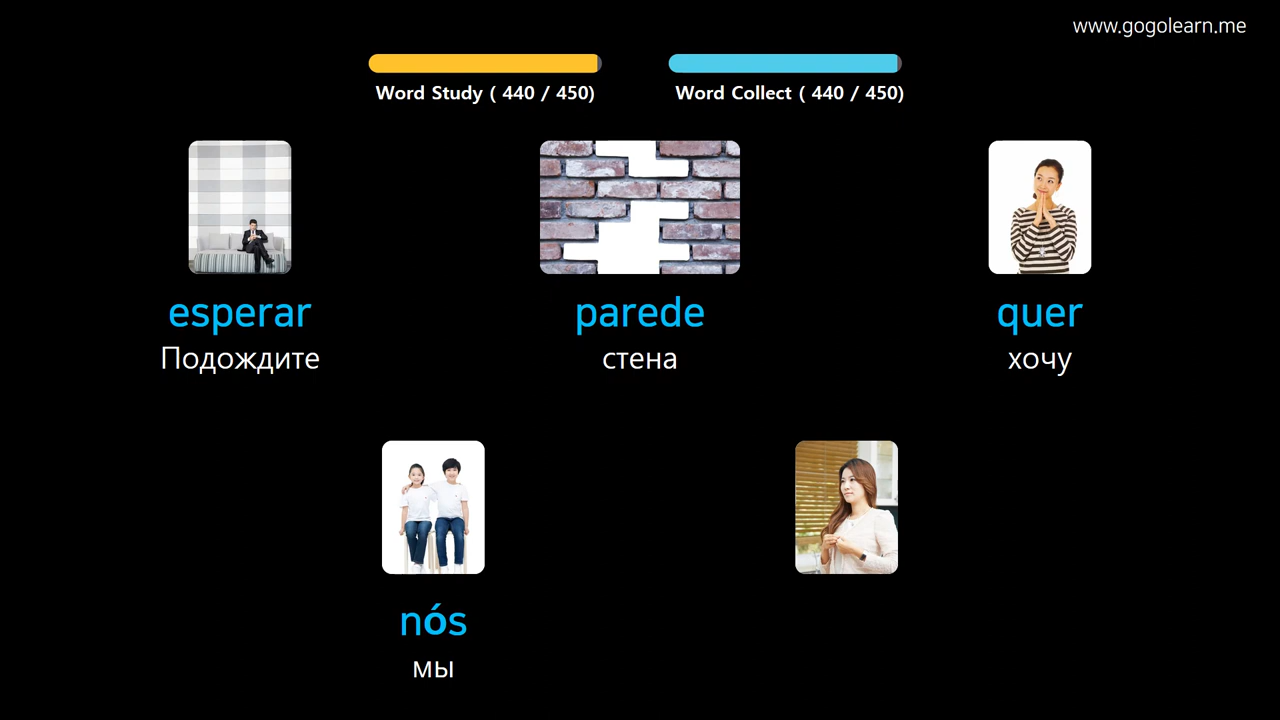 www.gogolearn.me
Word Study ( 440 / 450)
Word Collect ( 440 / 450)
esperar
Подождите
parede
стена
quer
хочу
nós
мы